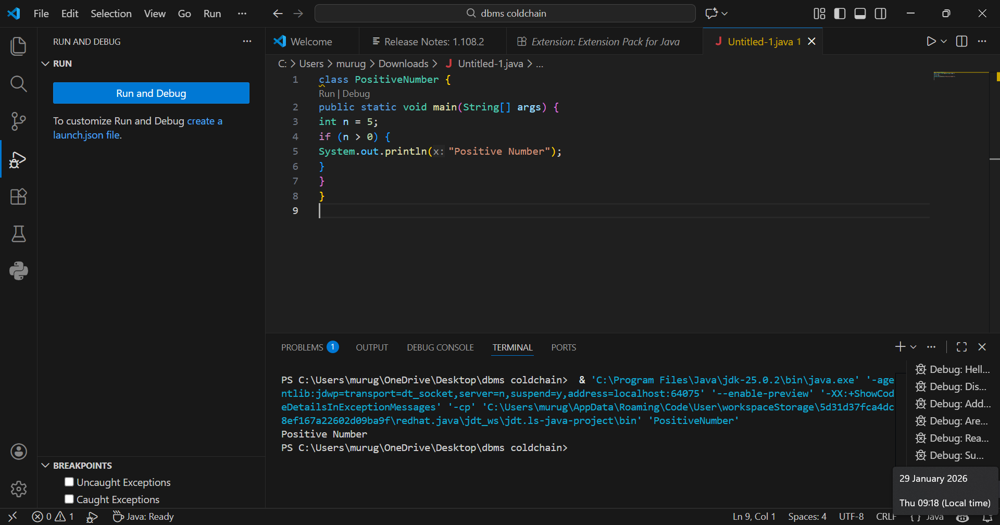 File Edit Selection View Go Run ···
dbms coldchain
RUN AND DEBUG
RUN
Run and Debug
To customize Run and Debug create a
launch.json file.
Welcome
Release Notes: 1.108.2
Extension: Extension Pack for Java
J Untitled-1.java 1
C: > Users > murug > Downloads > J Untitled-1.java > ...
1 class PositiveNumber {
Run | Debug
2 public static void main(String[] args) {
3 int n = 5;
4 if (n > 0) {
5 System.out.println(x: "Positive Number");
6 }
7 }
8 }
9
PROBLEMS 1 OUTPUT DEBUG CONSOLE TERMINAL PORTS
PS C:\Users\murug\OneDrive\Desktop\dbms coldchain> & 'C:\Program Files\Java\jdk-25.0.2\bin\java.exe' '-age
ntlib:jdwp=transport=dt_socket,server=n,suspend=y,address=localhost:64075' '--enable-preview' '-XX:+ShowCod
eDetailsInExceptionMessages' '-cp' 'C:\Users\murug\AppData\Roaming\Code\User\workspaceStorage\5d31d37fca4dc
8ef167a22602d09ba9f\redhat.java\jdt_ws\jdt.ls-java-project\bin' 'PositiveNumber'
Positive Number
PS C:\Users\murug\OneDrive\Desktop\dbms coldchain>
Debug: Hell...
Debug: Dis...
Debug: Add...
Debug: Are...
Debug: Rea...
Debug: Su...
BREAKPOINTS
Uncaught Exceptions
Caught Exceptions
29 January 2026
Thu 09:18 (Local time)
0 1 Java: Ready
Ln 9, Col 1 Spaces: 4 UTF-8 CRLF {} Java